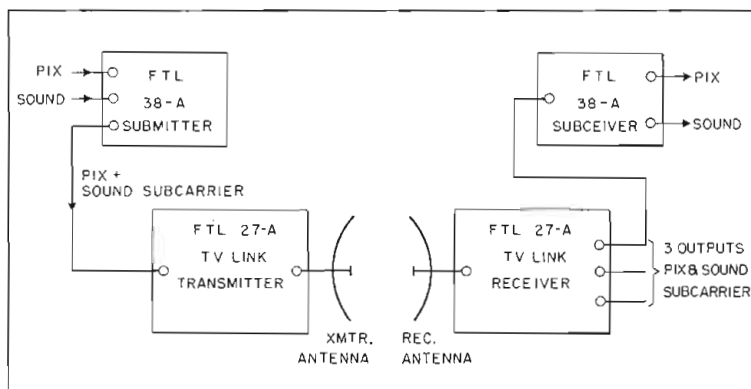 PIX
SOUND
FTL
38-A
SUBMITTER
PIX +
SOUND SUBCARRIER
FTL 27-A
TV LINK
TRANSMITTER
XMTR.
ANTENNA
REC.
ANTENNA
FTL
38-A
SUBCEIVER
PIX
SOUND
FTL 27-A
TV LINK
RECEIVER
3 OUTPUTS
PIX & SOUND
SUBCARRIER